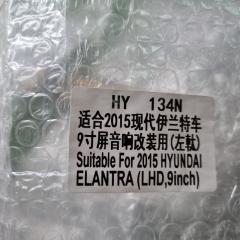 HY 134N
适合2015现代伊兰特车
9寸屏音响改装用(左軚)
Suitable For 2015 HYUNDAI
ELANTRA (LHD,9inch)